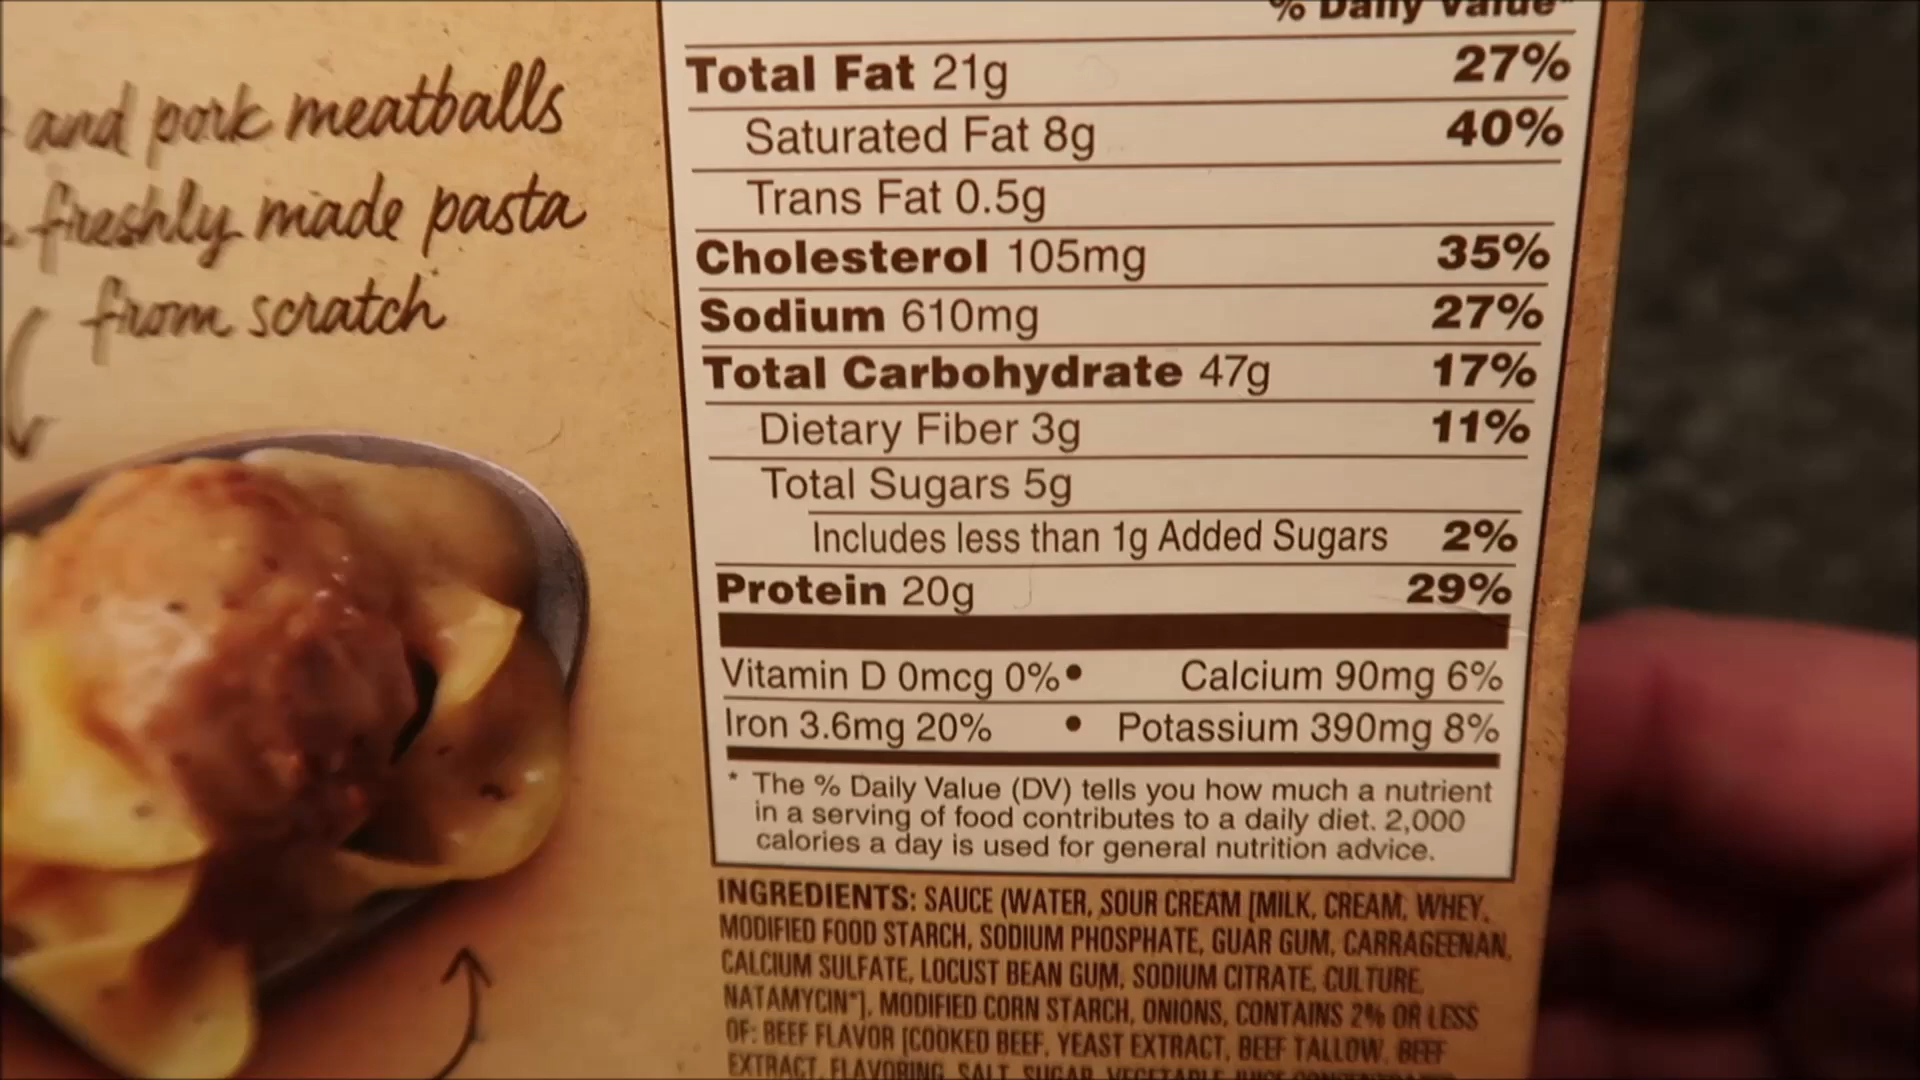 and pork meatballs
freshly made pasta
from scratch
% Daily Value*
Total Fat 21g 27%
Saturated Fat 8g 40%
Trans Fat 0.5g
Cholesterol 105mg 35%
Sodium 610mg 27%
Total Carbohydrate 47g 17%
Dietary Fiber 3g 11%
Total Sugars 5g
Includes less than 1g Added Sugars 2%
Protein 20g 29%
Vitamin D 0mcg 0% • Calcium 90mg 6%
Iron 3.6mg 20% • Potassium 390mg 8%
* The % Daily Value (DV) tells you how much a nutrient
in a serving of food contributes to a daily diet. 2,000
calories a day is used for general nutrition advice.
INGREDIENTS: SAUCE (WATER, SOUR CREAM [MILK, CREAM, WHEY,
MODIFIED FOOD STARCH, SODIUM PHOSPHATE, GUAR GUM, CARRAGEENAN,
CALCIUM SULFATE, LOCUST BEAN GUM, SODIUM CITRATE, CULTURE,
NATAMYCIN*], MODIFIED CORN STARCH, ONIONS, CONTAINS 2% OR LESS
OF: BEEF FLAVOR [COOKED BEEF, YEAST EXTRACT, BEEF TALLOW, BEEF
EXTRACT, FLAVORING, SALT, SUGAR, VEGETABLE JUICE